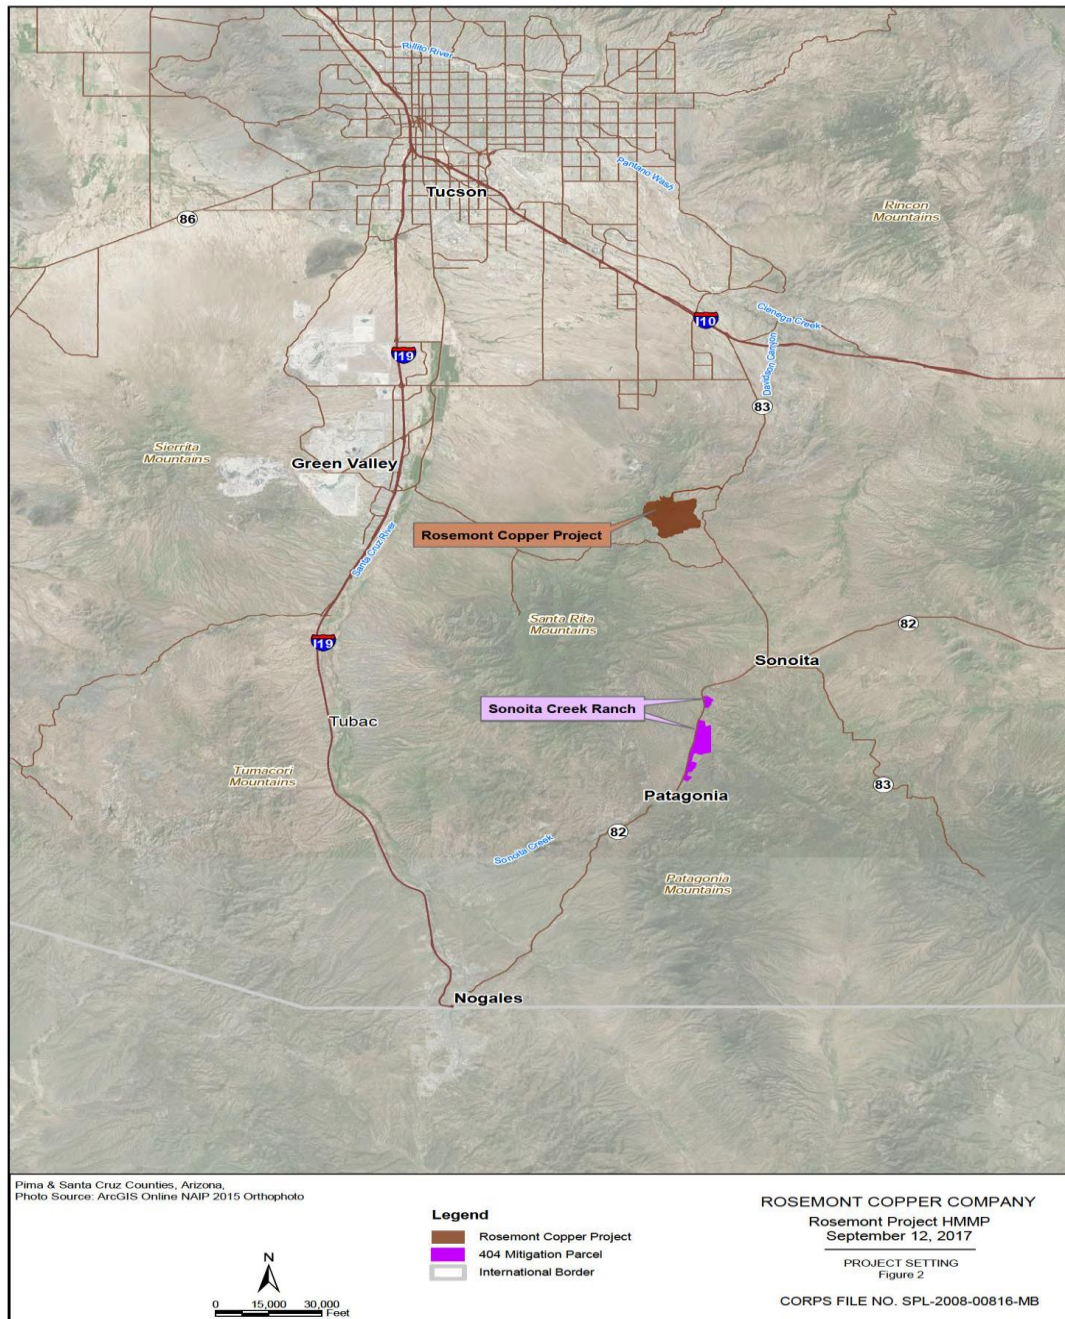 Rillito River
Pantano Wash
Tucson
86
Rincon
Mountains
I10
Cienega Creek
I19
Davidson Canyon
83
Sierrita
Mountains
Green Valley
Rosemont Copper Project
Santa Cruz River
Santa Rita
Mountains
82
I19
Sonoita
Sonoita Creek Ranch
Tubac
Tumacori
Mountains
83
Patagonia
82
Sonoita Creek
Patagonia
Mountains
Nogales
Pima & Santa Cruz Counties, Arizona,
Photo Source: ArcGIS Online NAIP 2015 Orthophoto
N
0 15,000 30,000
Feet
Legend
Rosemont Copper Project
404 Mitigation Parcel
International Border
ROSEMONT COPPER COMPANY
Rosemont Project HMMP
September 12, 2017
PROJECT SETTING
Figure 2
CORPS FILE NO. SPL-2008-00816-MB